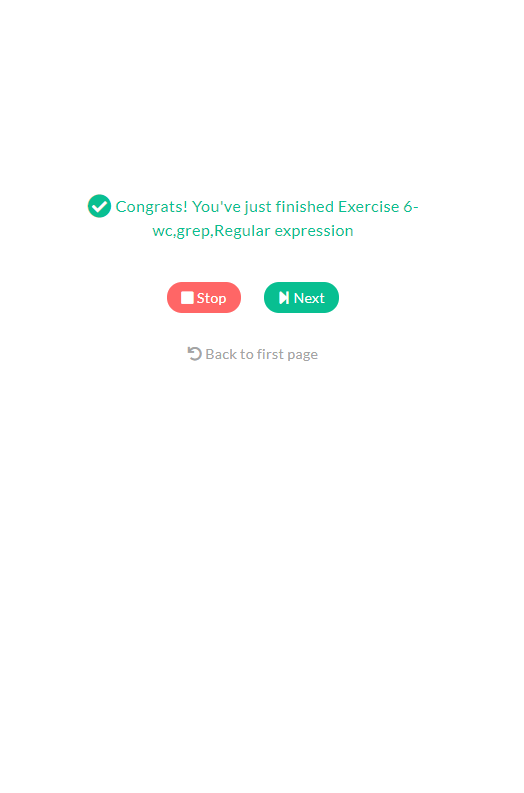 Congrats! You've just finished Exercise 6-
wc,grep,Regular expression
Stop Next
Back to first page